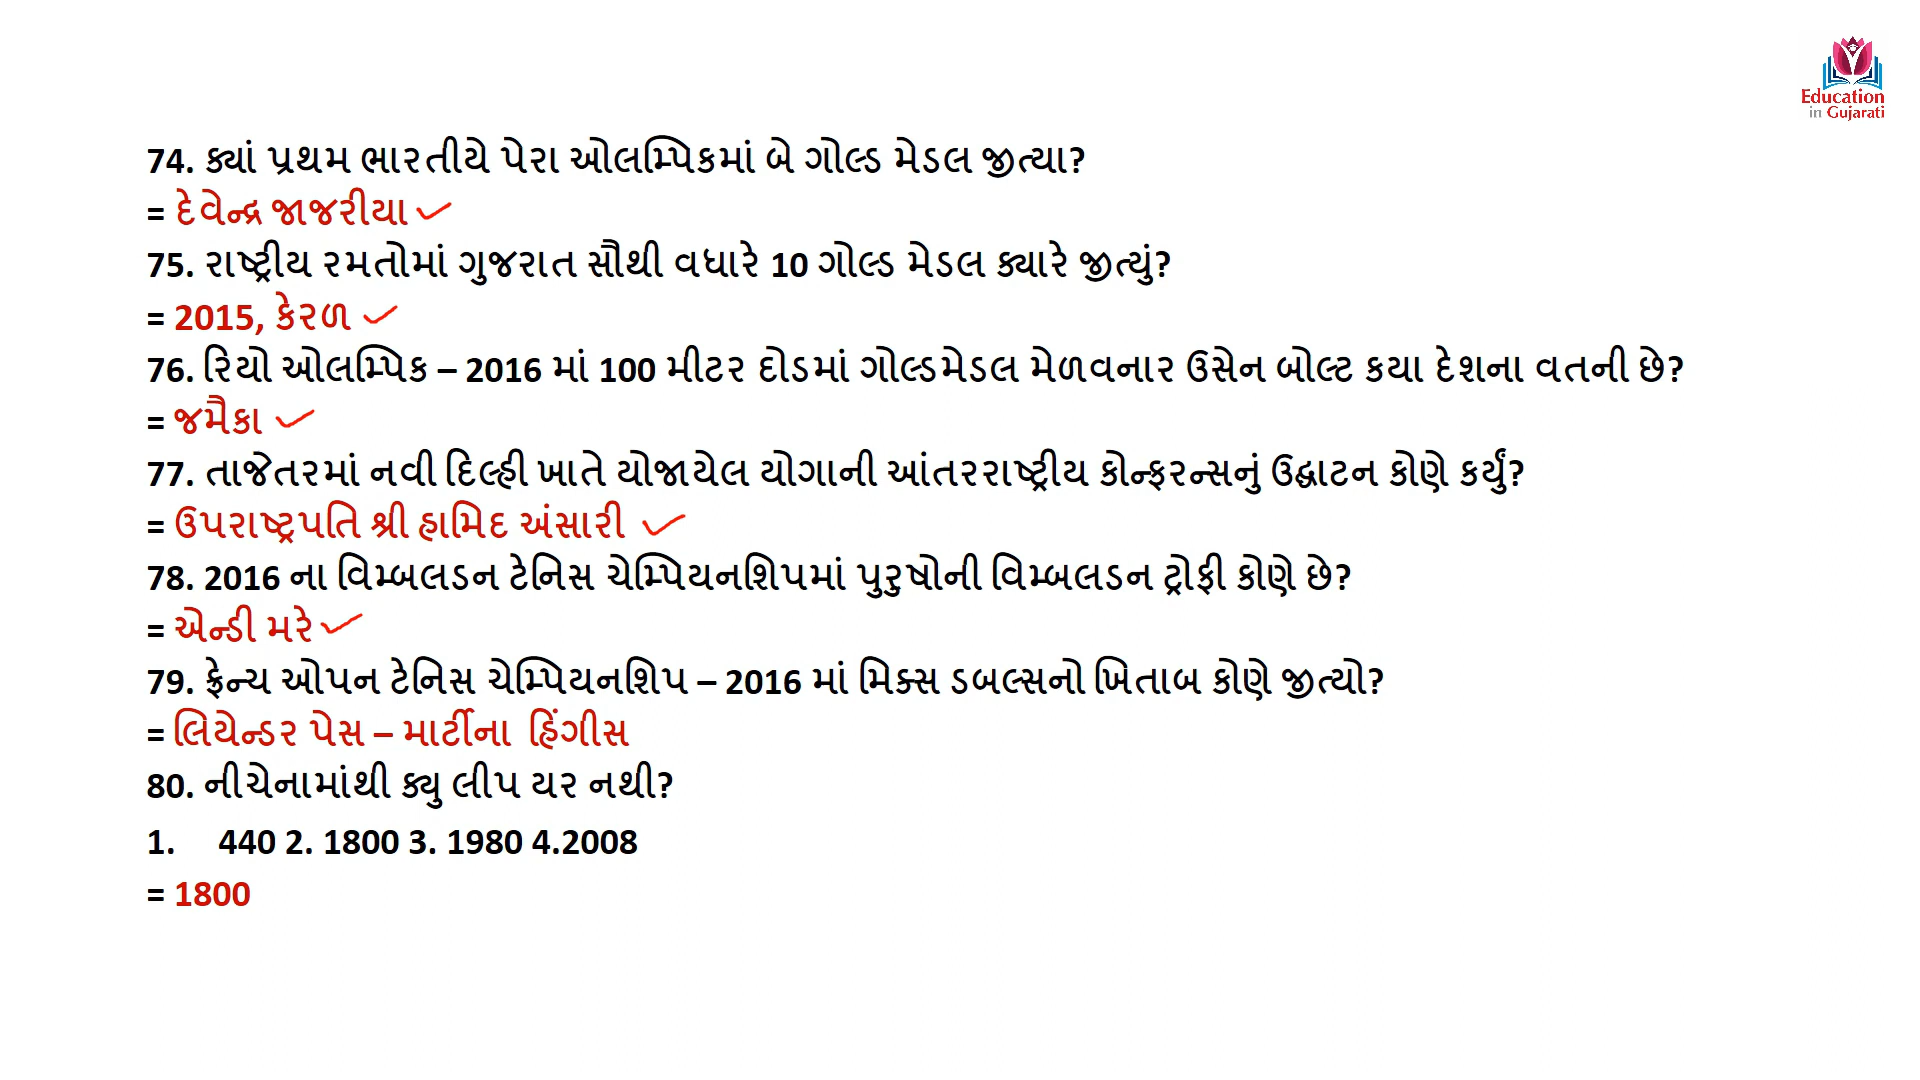 Education
in Gujarati
74. ક્યાં પ્રથમ ભારતીયે પેરા ઓલમ્પિકમાં બે ગોલ્ડ મેડલ જીત્યા?
= દેવેન્દ્ર જાજરીયા
75. રાષ્ટ્રીય રમતોમાં ગુજરાત સૌથી વધારે 10 ગોલ્ડ મેડલ ક્યારે જીત્યું?
= 2015, કેરળ
76. રિયો ઓલમ્પિક – 2016 માં 100 મીટર દોડમાં ગોલ્ડમેડલ મેળવનાર ઉસેન બોલ્ટ કયા દેશના વતની છે?
= જમૈકા
77. તાજેતરમાં નવી દિલ્હી ખાતે યોજાયેલ યોગાની આંતરરાષ્ટ્રીય કોન્ફરન્સનું ઉદ્ઘાટન કોણે કર્યું?
= ઉપરાષ્ટ્રપતિ શ્રી હામિદ અંસારી
78. 2016 ના વિમ્બલડન ટેનિસ ચેમ્પિયનશિપમાં પુરુષોની વિમ્બલડન ટ્રોફી કોણે છે?
= એન્ડી મરે
79. ફ્રેન્ચ ઓપન ટેનિસ ચેમ્પિયનશિપ – 2016 માં મિક્સ ડબલ્સનો ખિતાબ કોણે જીત્યો?
= લિયેન્ડર પેસ – માર્ટીના હિંગીસ
80. નીચેનામાંથી ક્યુ લીપ યર નથી?
1. 440 2. 1800 3. 1980 4.2008
= 1800